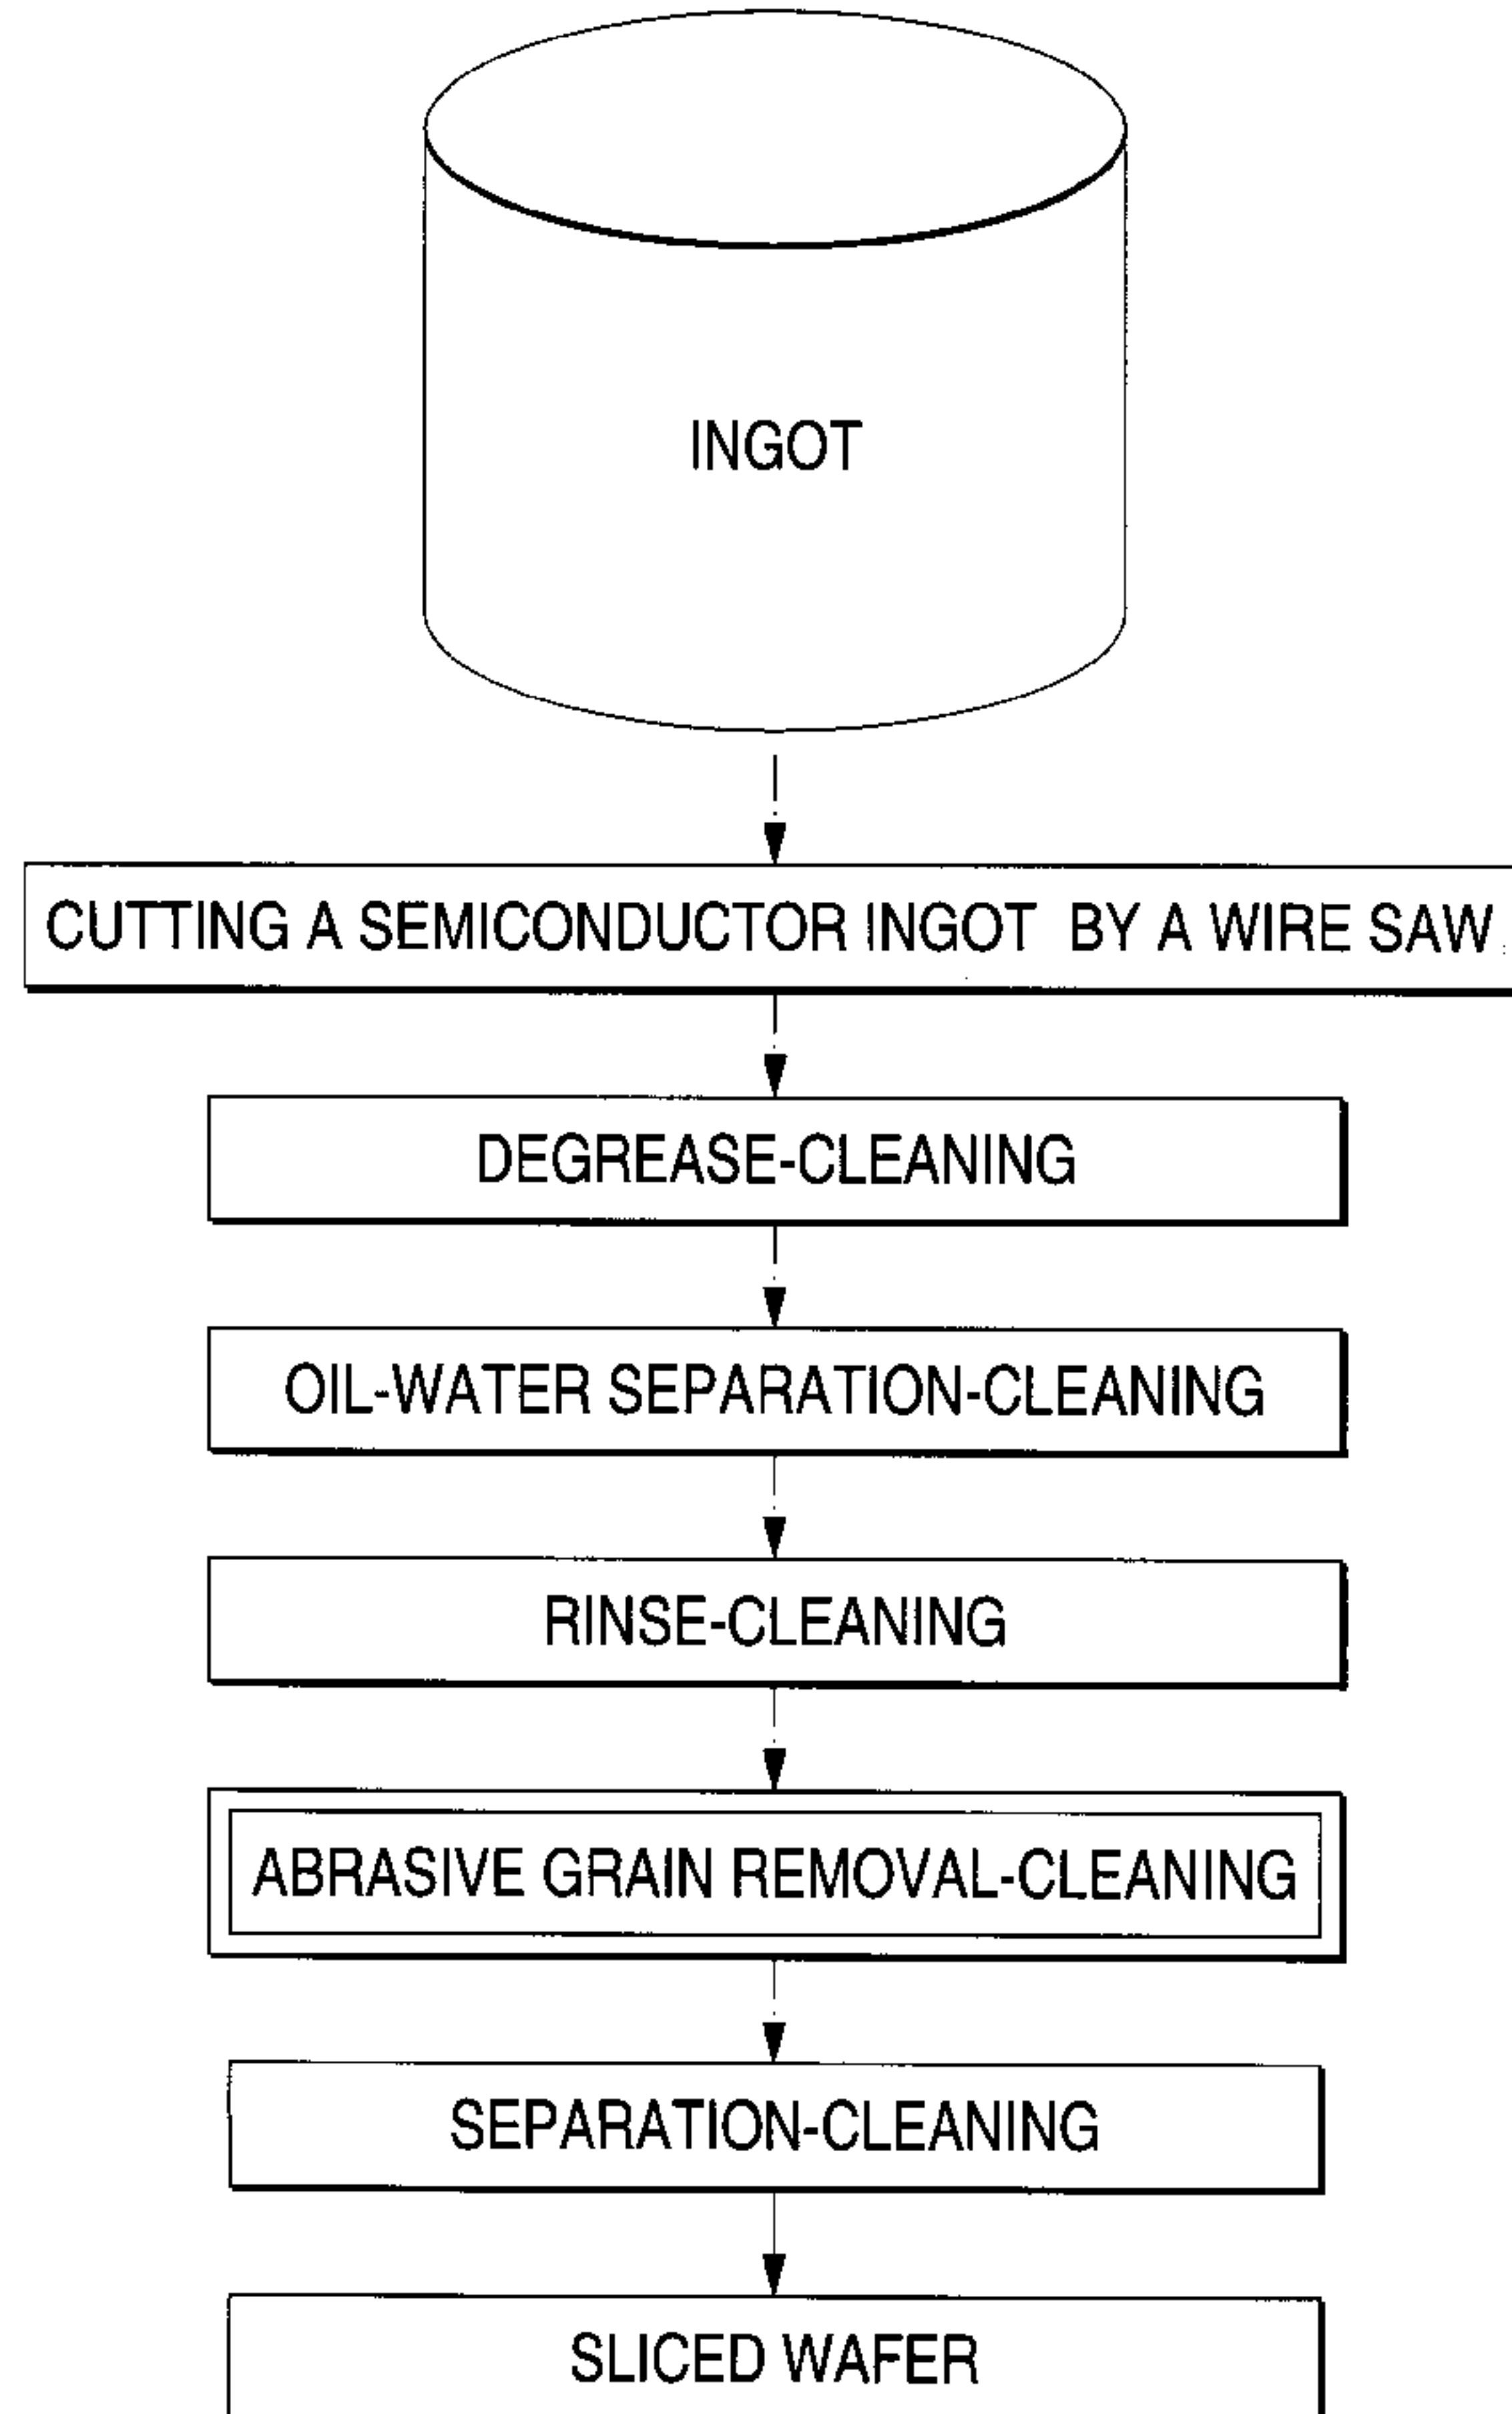 INGOT
CUTTING A SEMICONDUCTOR INGOT BY A WIRE SAW
DEGREASE-CLEANING
OIL-WATER SEPARATION-CLEANING
RINSE-CLEANING
ABRASIVE GRAIN REMOVAL-CLEANING
SEPARATION-CLEANING
SLICED WAFER